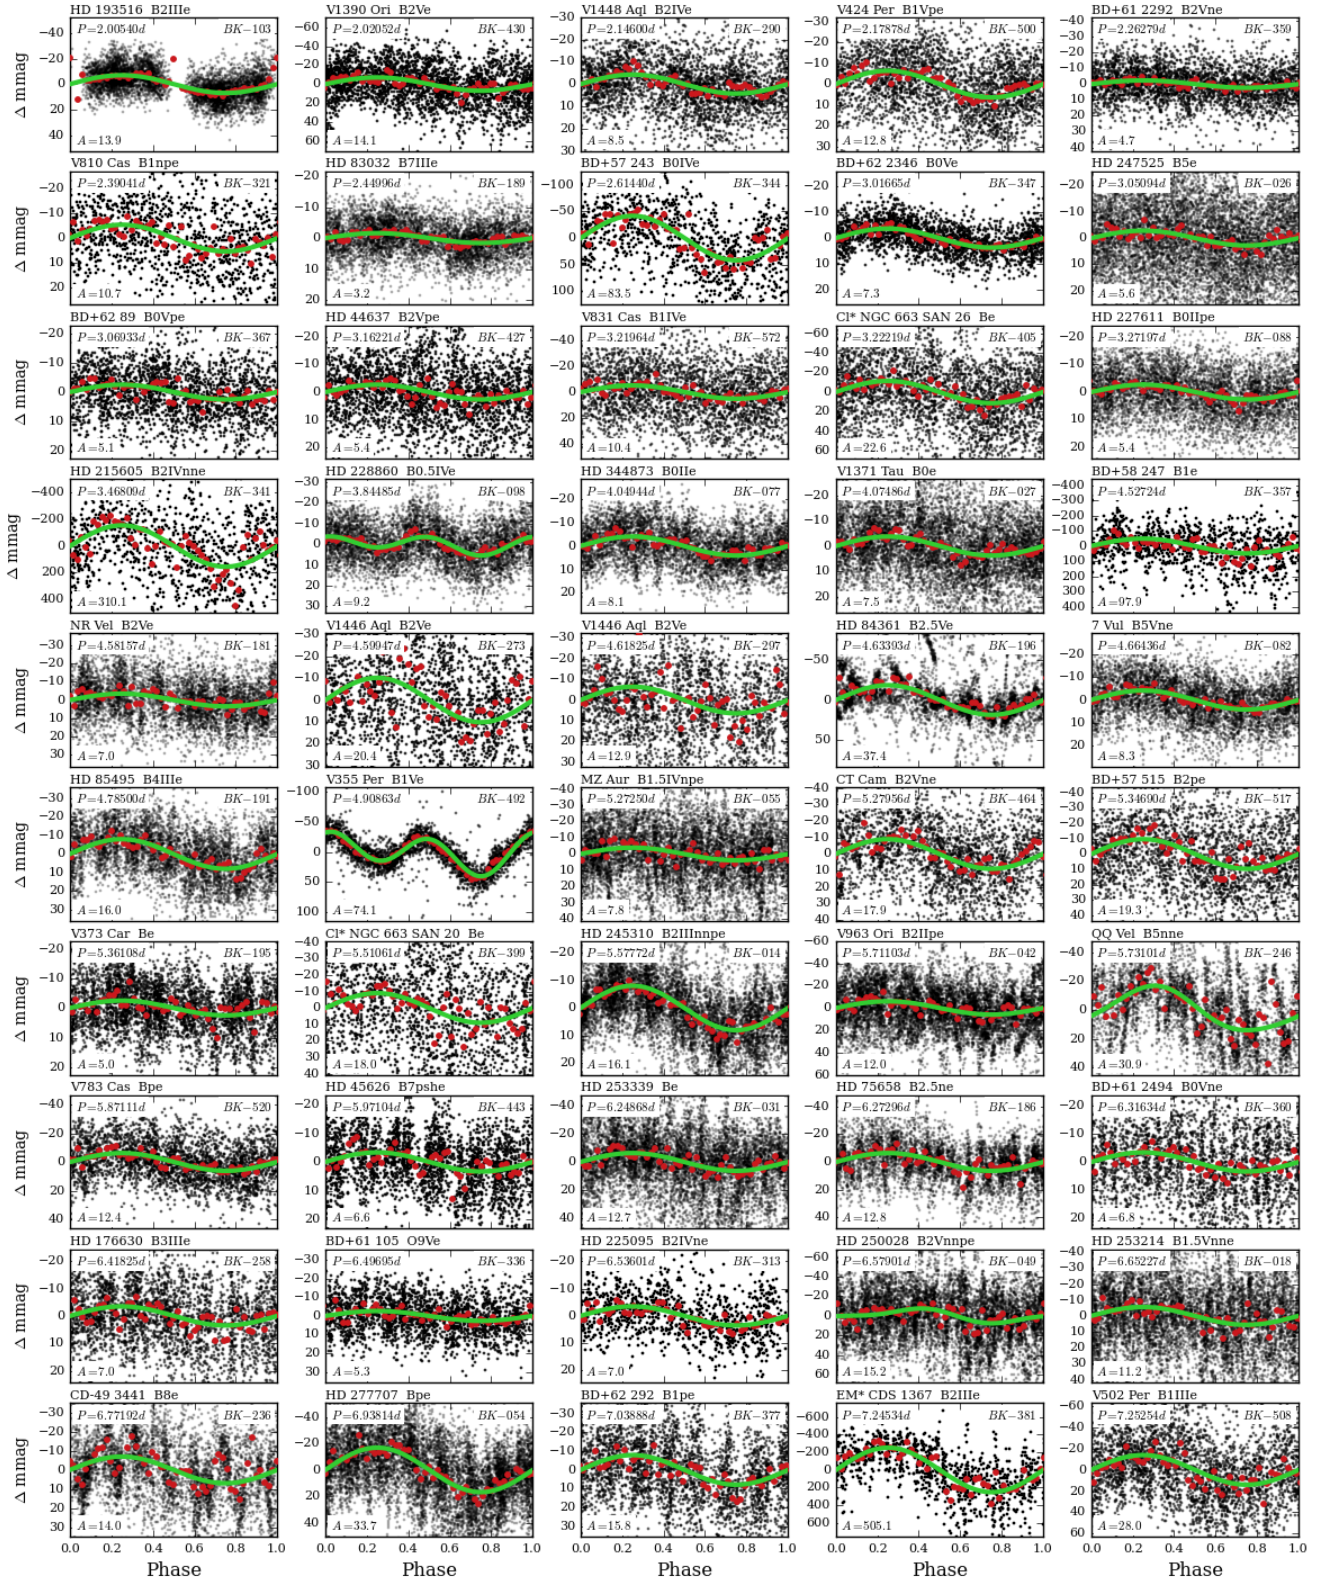 HD 193516 B2IIIe
P=2.00540d BK−103
A=13.9
V1390 Ori B2Ve
P=2.02052d BK−430
A=14.1
V1448 Aql B2IVe
P=2.14600d BK−290
A=8.5
V424 Per B1Vpe
P=2.17878d BK−500
A=12.8
BD+61 2292 B2Vne
P=2.26279d BK−359
A=4.7
V810 Cas B1npe
P=2.39041d BK−321
A=10.7
HD 83032 B7IIIe
P=2.44996d BK−189
A=3.2
BD+57 243 B0IVe
P=2.61440d BK−344
A=83.5
BD+62 2346 B0Ve
P=3.01665d BK−347
A=7.3
HD 247525 B5e
P=3.05094d BK−026
A=5.6
BD+62 89 B0Vpe
P=3.06933d BK−367
A=5.1
HD 44637 B2Vpe
P=3.16221d BK−427
A=5.4
V831 Cas B1IVe
P=3.21964d BK−572
A=10.4
Cl* NGC 663 SAN 26 Be
P=3.22219d BK−405
A=22.6
HD 227611 B0IIpe
P=3.27197d BK−088
A=5.4
HD 215605 B2IVnne
P=3.46809d BK−341
A=310.1
HD 228860 B0.5IVe
P=3.84485d BK−098
A=9.2
HD 344873 B0IIe
P=4.04944d BK−077
A=8.1
V1371 Tau B0e
P=4.07486d BK−027
A=7.5
BD+58 247 B1e
P=4.52724d BK−357
A=97.9
NR Vel B2Ve
P=4.58157d BK−181
A=7.0
V1446 Aql B2Ve
P=4.59947d BK−273
A=20.4
V1446 Aql B2Ve
P=4.61825d BK−297
A=12.9
HD 84361 B2.5Ve
P=4.63393d BK−196
A=37.4
7 Vul B5Vne
P=4.66436d BK−082
A=8.3
HD 85495 B4IIIe
P=4.78500d BK−191
A=16.0
V355 Per B1Ve
P=4.90863d BK−492
A=74.1
MZ Aur B1.5IVnpe
P=5.27250d BK−055
A=7.8
CT Cam B2Vne
P=5.27956d BK−464
A=17.9
BD+57 515 B2pe
P=5.34690d BK−517
A=19.3
V373 Car Be
P=5.36108d BK−195
A=5.0
Cl* NGC 663 SAN 20 Be
P=5.51061d BK−399
A=18.0
HD 245310 B2IIInnpe
P=5.57772d BK−014
A=16.1
V963 Ori B2IIpe
P=5.71103d BK−042
A=12.0
QQ Vel B5nne
P=5.73101d BK−246
A=30.9
V783 Cas Bpe
P=5.87111d BK−520
A=12.4
HD 45626 B7pshe
P=5.97104d BK−443
A=6.6
HD 253339 Be
P=6.24868d BK−031
A=12.7
HD 75658 B2.5ne
P=6.27296d BK−186
A=12.8
BD+61 2494 B0Vne
P=6.31634d BK−360
A=6.8
HD 176630 B3IIIe
P=6.41825d BK−258
A=7.0
BD+61 105 O9Ve
P=6.49695d BK−336
A=5.3
HD 225095 B2IVne
P=6.53601d BK−313
A=7.0
HD 250028 B2Vnnpe
P=6.57901d BK−049
A=15.2
HD 253214 B1.5Vnne
P=6.65227d BK−018
A=11.2
CD-49 3441 B8e
P=6.77192d BK−236
A=14.0
HD 277707 Bpe
P=6.93814d BK−054
A=33.7
BD+62 292 B1pe
P=7.03888d BK−377
A=15.8
EM* CDS 1367 B2IIIe
P=7.24534d BK−381
A=505.1
V502 Per B1IIIe
P=7.25254d BK−508
A=28.0
Δ mmag
0.0 0.2 0.4 0.6 0.8 1.0
Phase Phase Phase Phase Phase